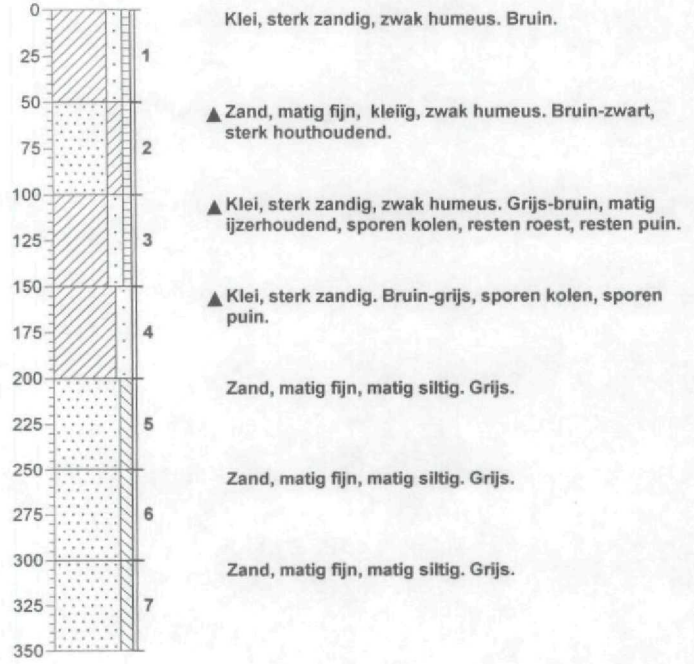 0
Klei, sterk zandig, zwak humeus. Bruin.
25
1
50
▲ Zand, matig fijn, kleiïg, zwak humeus. Bruin-zwart,
sterk houthoudend.
75
2
100
▲ Klei, sterk zandig, zwak humeus. Grijs-bruin, matig
ijzerhoudend, sporen kolen, resten roest, resten puin.
125
3
150
▲ Klei, sterk zandig. Bruin-grijs, sporen kolen, sporen
puin.
175
4
200
Zand, matig fijn, matig siltig. Grijs.
225
5
250
Zand, matig fijn, matig siltig. Grijs.
275
6
300
Zand, matig fijn, matig siltig. Grijs.
325
7
350